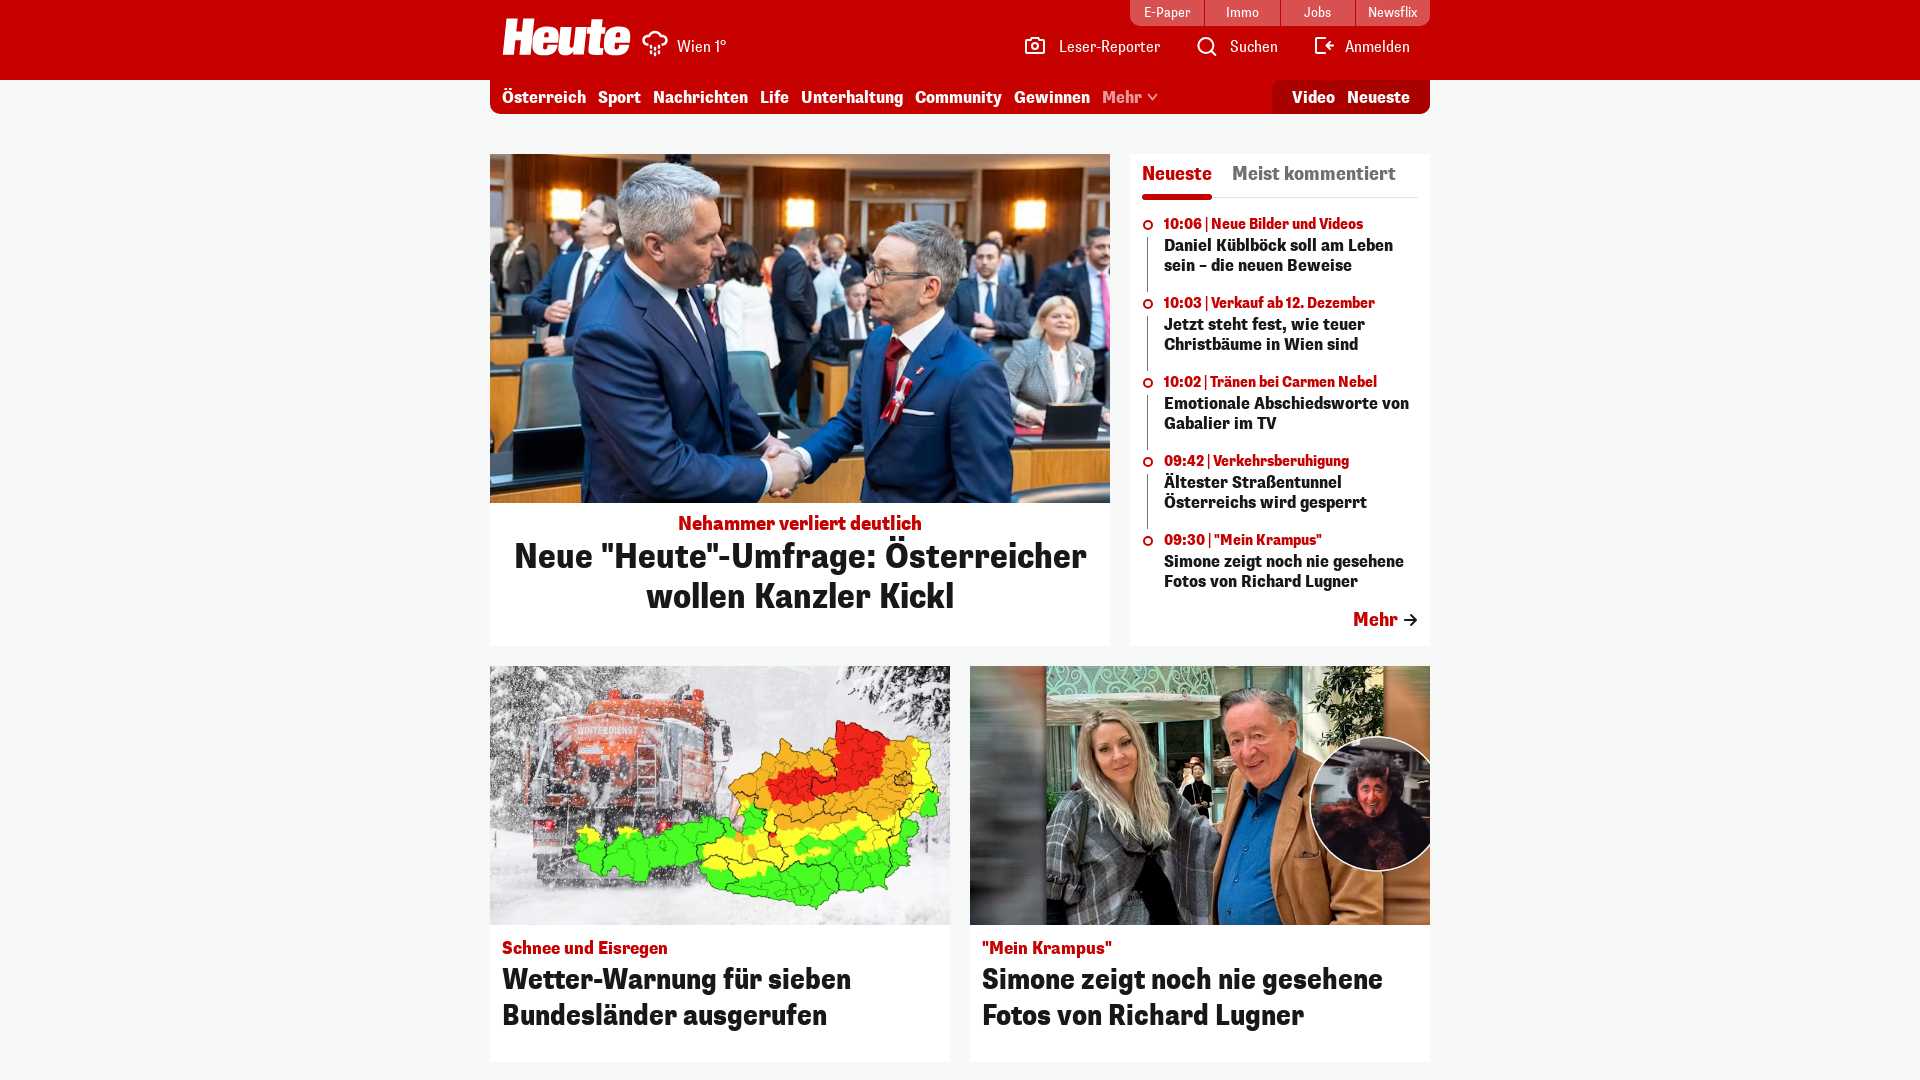 E-Paper
Immo
Jobs
Newsflix
Heute
Wien 1°
Leser-Reporter
Suchen
Anmelden
Österreich
Sport
Nachrichten
Life
Unterhaltung
Community
Gewinnen
Mehr
Video
Neueste
Nehammer verliert deutlich
Neue "Heute"-Umfrage: Österreicher
wollen Kanzler Kickl
Neueste
Meist kommentiert
10:06 | Neue Bilder und Videos
Daniel Küblböck soll am Leben
sein – die neuen Beweise
10:03 | Verkauf ab 12. Dezember
Jetzt steht fest, wie teuer
Christbäume in Wien sind
10:02 | Tränen bei Carmen Nebel
Emotionale Abschiedsworte von
Gabalier im TV
09:42 | Verkehrsberuhigung
Ältester Straßentunnel
Österreichs wird gesperrt
09:30 | "Mein Krampus"
Simone zeigt noch nie gesehene
Fotos von Richard Lugner
Mehr
WINTERDIENST
Schnee und Eisregen
Wetter-Warnung für sieben
Bundesländer ausgerufen
"Mein Krampus"
Simone zeigt noch nie gesehene
Fotos von Richard Lugner